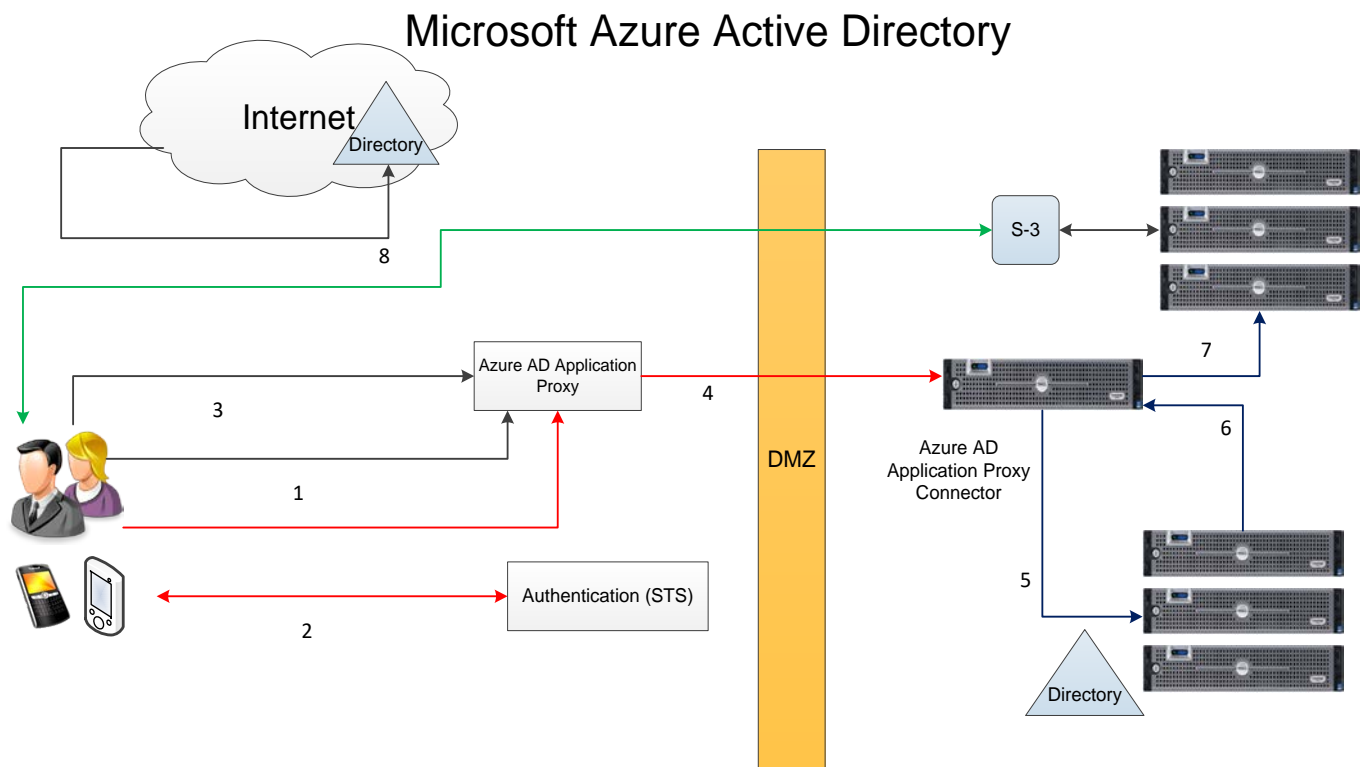 Microsoft Azure Active Directory
Internet
Directory
8
S-3
Azure AD Application
Proxy
3
4
7
6
DMZ
Azure AD
Application Proxy
Connector
1
5
Authentication (STS)
2
Directory